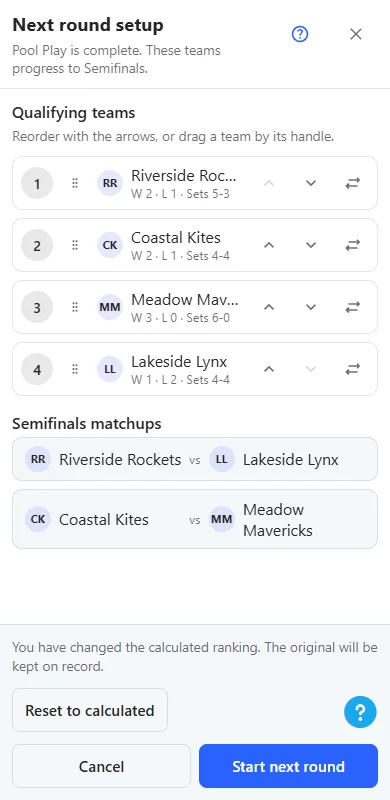 Next round setup
Pool Play is complete. These teams
progress to Semifinals.
Qualifying teams
Reorder with the arrows, or drag a team by its handle.
1 RR Riverside Roc...
W 2 · L 1 · Sets 5-3
2 CK Coastal Kites
W 2 · L 1 · Sets 4-4
3 MM Meadow Mav...
W 3 · L 0 · Sets 6-0
4 LL Lakeside Lynx
W 1 · L 2 · Sets 4-4
Semifinals matchups
RR Riverside Rockets vs LL Lakeside Lynx
CK Coastal Kites vs MM Meadow
Mavericks
You have changed the calculated ranking. The original will be
kept on record.
Reset to calculated
?
Cancel Start next round